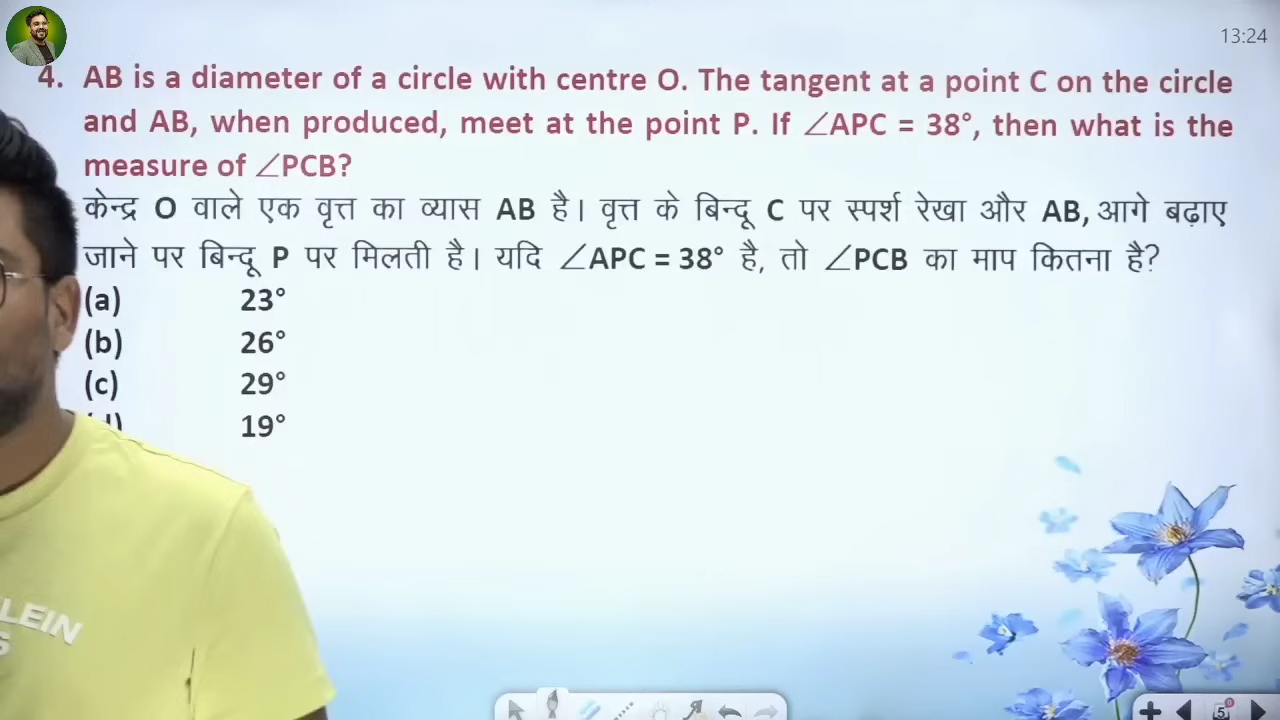 13:24
4. AB is a diameter of a circle with centre O. The tangent at a point C on the circle
and AB, when produced, meet at the point P. If ∠APC = 38°, then what is the
measure of ∠PCB?
केन्द्र O वाले एक वृत्त का व्यास AB है। वृत्त के बिन्दू C पर स्पर्श रेखा और AB, आगे बढ़ाए
जाने पर बिन्दू P पर मिलती है। यदि ∠APC = 38° है, तो ∠PCB का माप कितना है?
(a) 23°
(b) 26°
(c) 29°
19°
LEIN
S
5